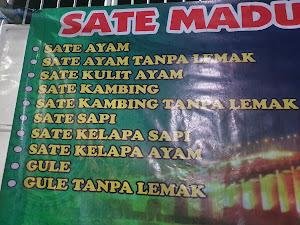 SATE MADU
SATE AYAM
SATE AYAM TANPA LEMAK
SATE KULIT AYAM
SATE KAMBING
SATE KAMBING TANPA LEMAK
SATE SAPI
SATE KELAPA SAPI
SATE KELAPA AYAM
GULE
GULE TANPA LEMAK